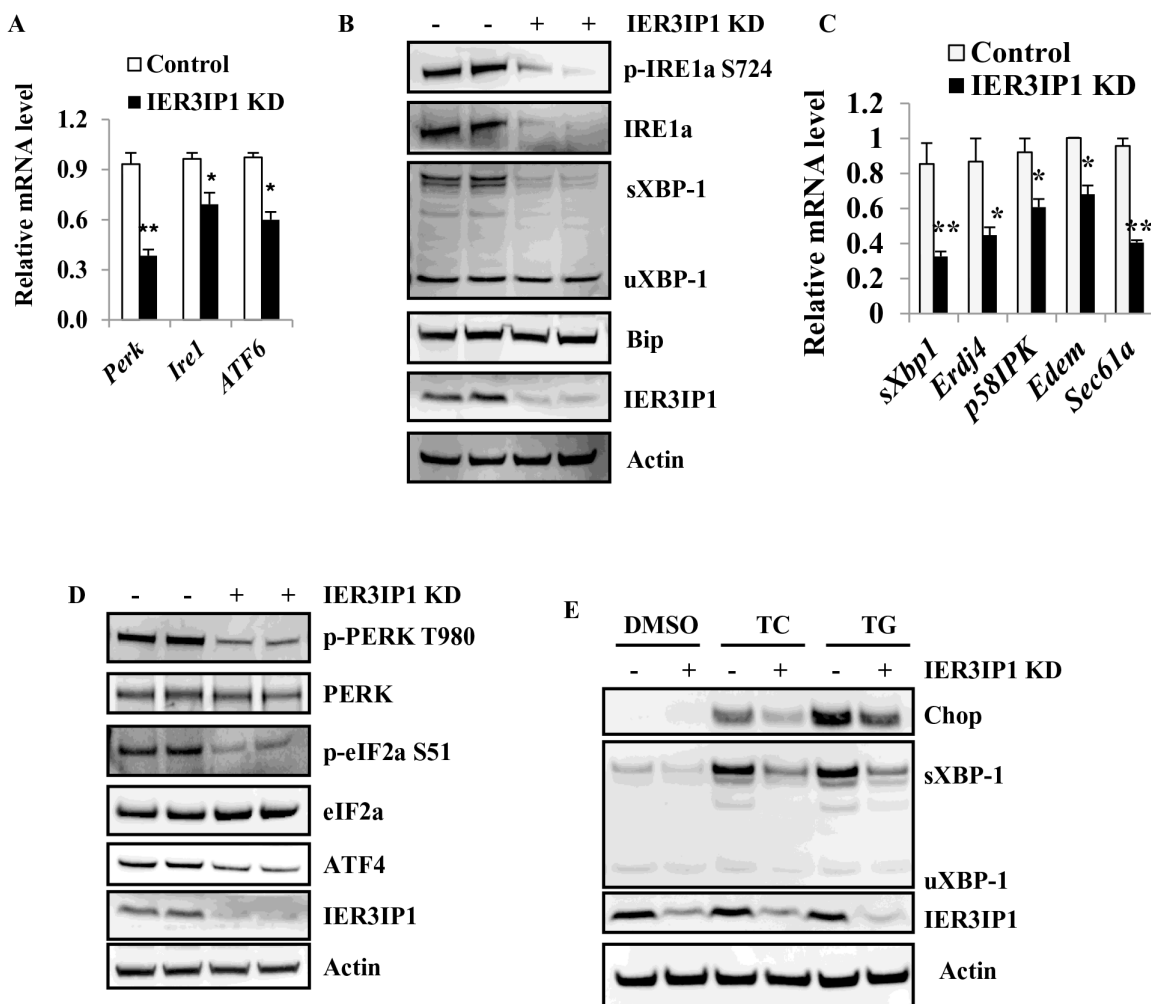 A
Control
IER3IP1 KD
Relative mRNA level
1.2
0.9
0.6
0.3
0.0
**
*
*
Perk
Ire1
ATF6
B
- - + + IER3IP1 KD
p-IRE1a S724
IRE1a
sXBP-1
uXBP-1
Bip
IER3IP1
Actin
C
Control
IER3IP1 KD
Relative mRNA level
1
0.8
0.6
0.4
0.2
0
**
*
*
*
**
sXbp1
Erdj4
p58IPK
Edem
Sec61a
D
- - + + IER3IP1 KD
p-PERK T980
PERK
p-eIF2a S51
eIF2a
ATF4
IER3IP1
Actin
E
DMSO TC TG
- + - + - + IER3IP1 KD
Chop
sXBP-1
uXBP-1
IER3IP1
Actin